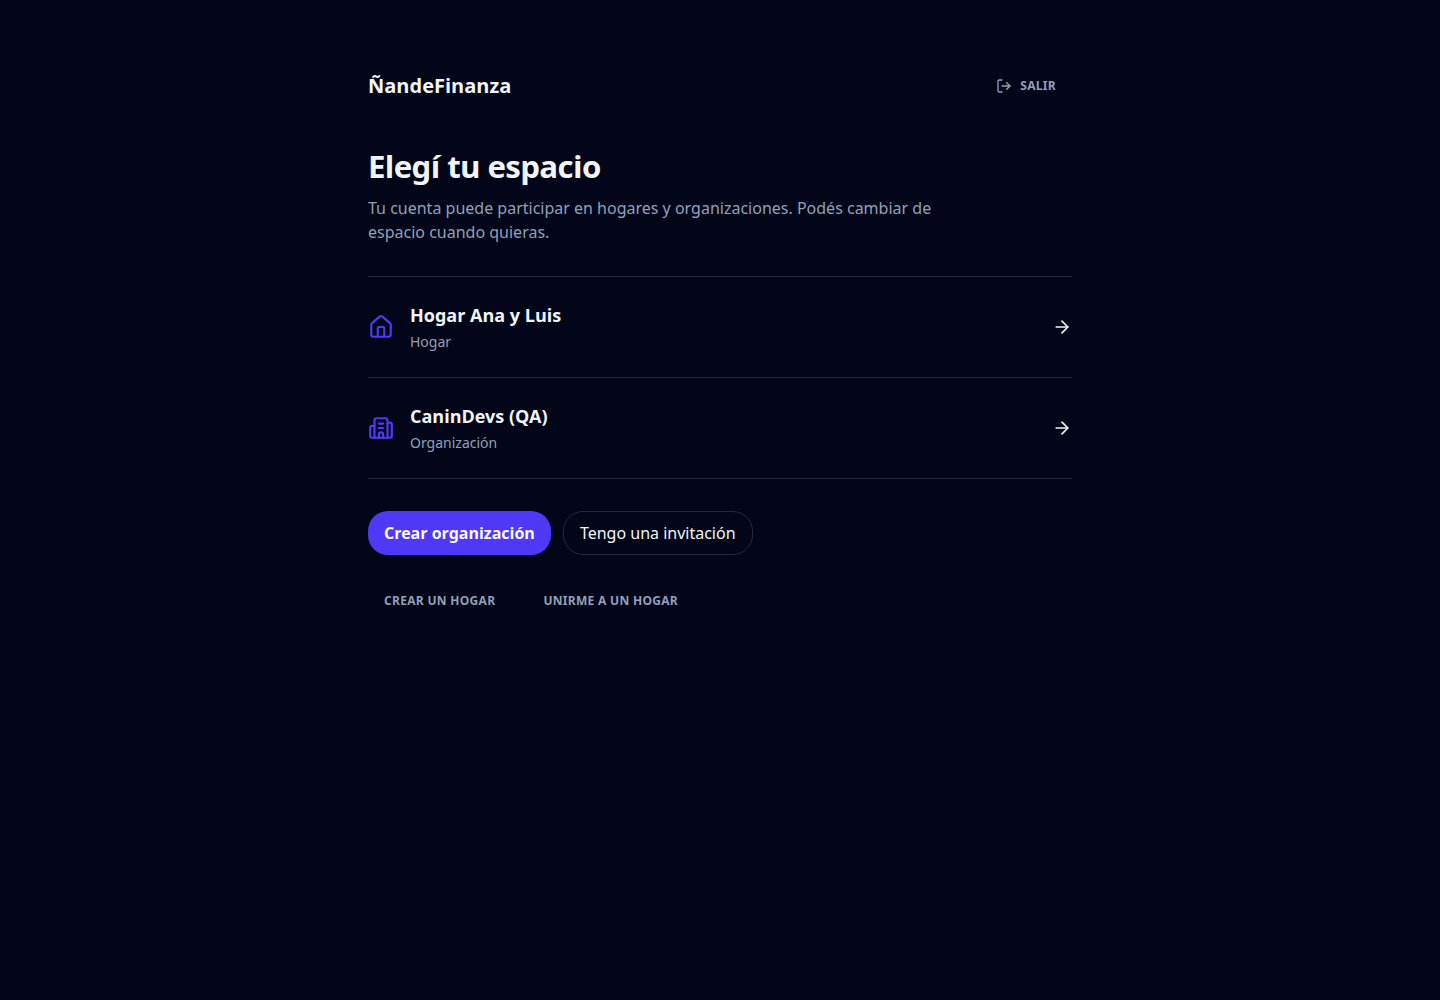 ÑandeFinanza
SALIR
Elegí tu espacio
Tu cuenta puede participar en hogares y organizaciones. Podés cambiar de
espacio cuando quieras.
Hogar Ana y Luis
Hogar
CaninDevs (QA)
Organización
Crear organización
Tengo una invitación
CREAR UN HOGAR
UNIRME A UN HOGAR